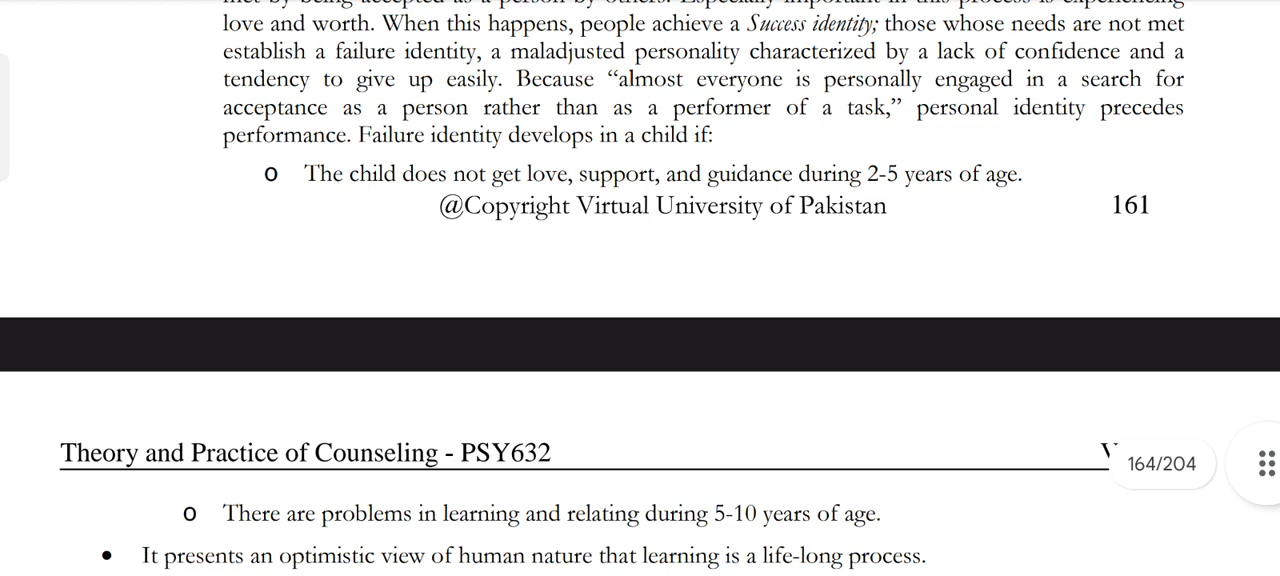 love and worth. When this happens, people achieve a Success identity; those whose needs are not met
establish a failure identity, a maladjusted personality characterized by a lack of confidence and a
tendency to give up easily. Because “almost everyone is personally engaged in a search for
acceptance as a person rather than as a performer of a task,” personal identity precedes
performance. Failure identity develops in a child if:
o The child does not get love, support, and guidance during 2-5 years of age.
@Copyright Virtual University of Pakistan 161
Theory and Practice of Counseling - PSY632
164/204
o There are problems in learning and relating during 5-10 years of age.
• It presents an optimistic view of human nature that learning is a life-long process.